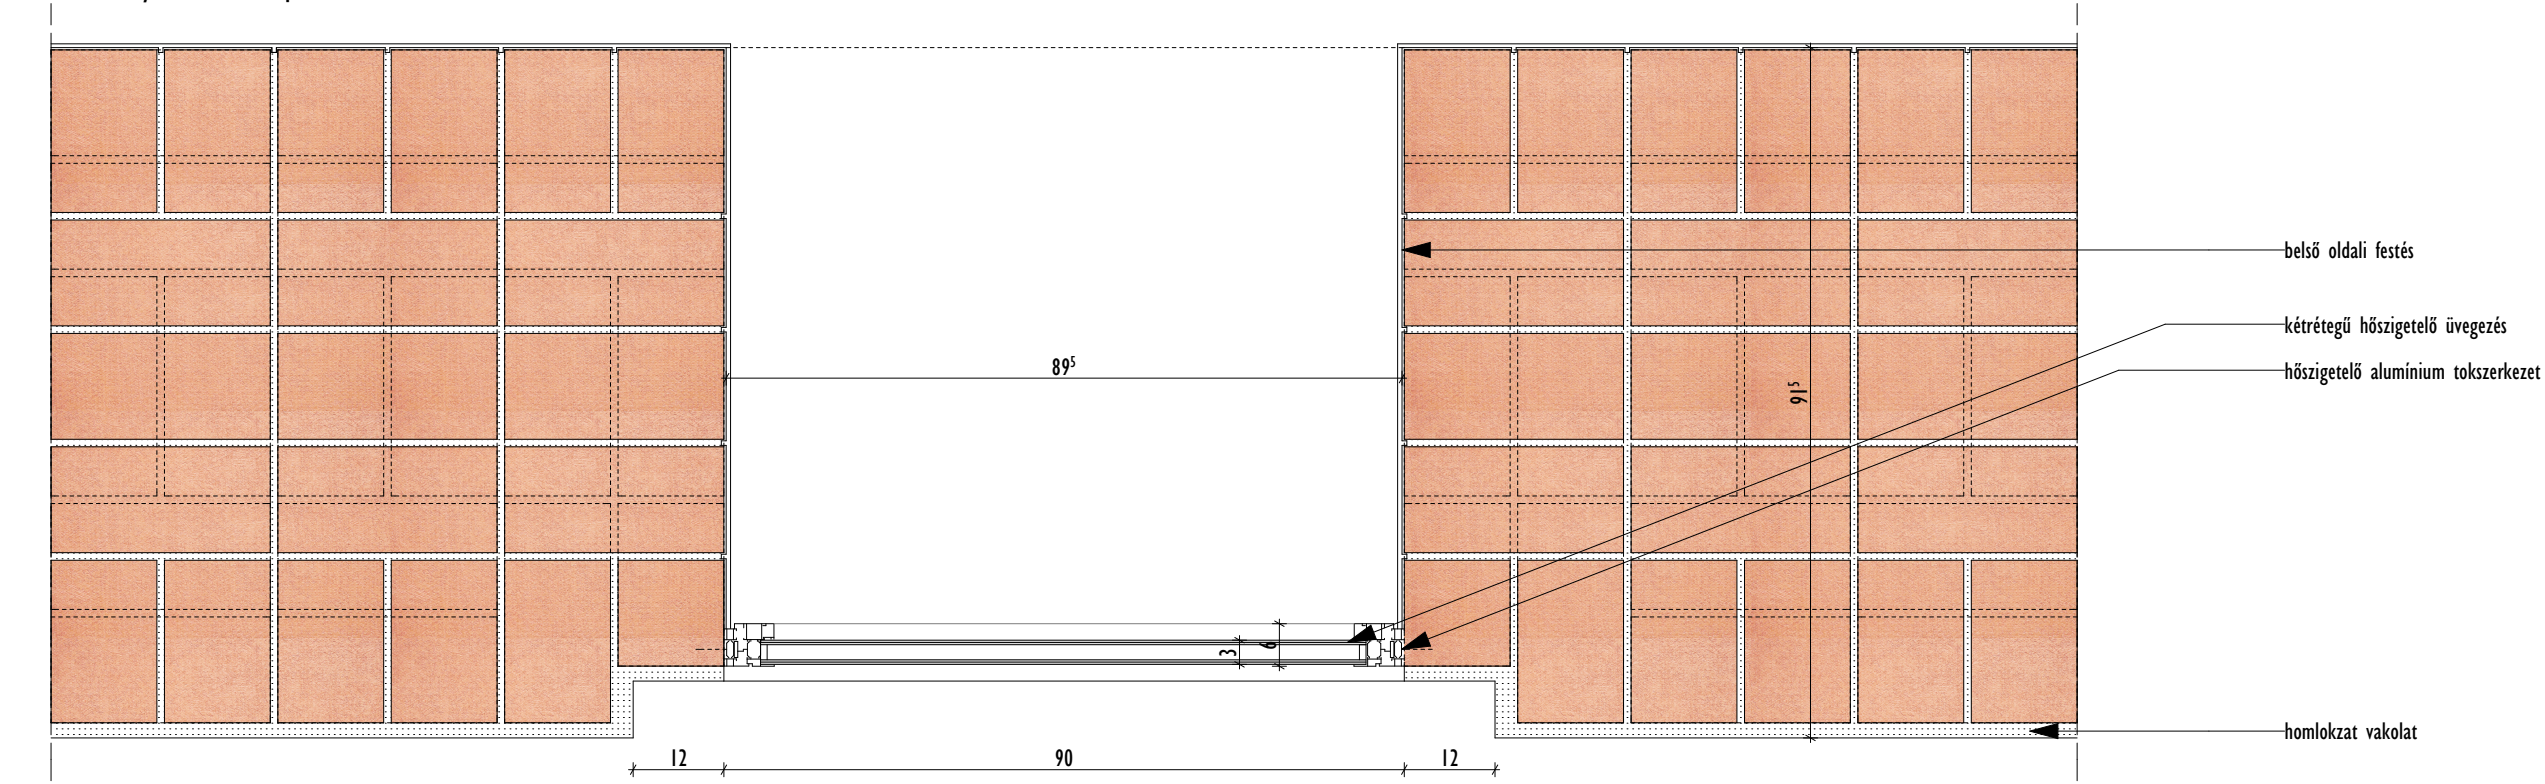 belső oldali festés
kétrétegű hőszigetelő üvegezés
89⁵
hőszigetelő alumínium tokszerkezet
91⁵
3
6
homlokzat vakolat
12
90
12